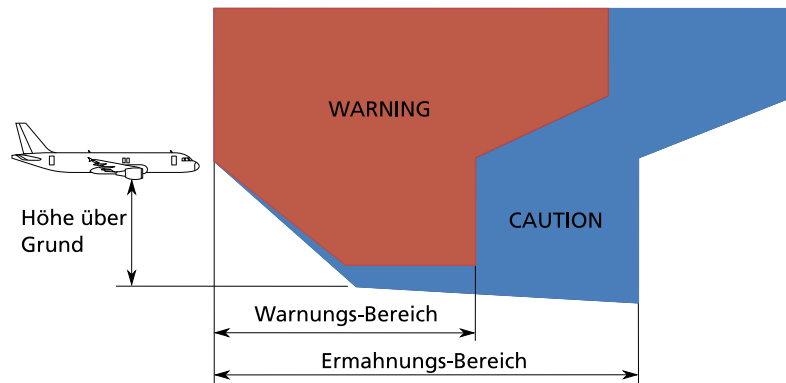 WARNING
Höhe über
Grund
CAUTION
Warnungs-Bereich
Ermahnungs-Bereich